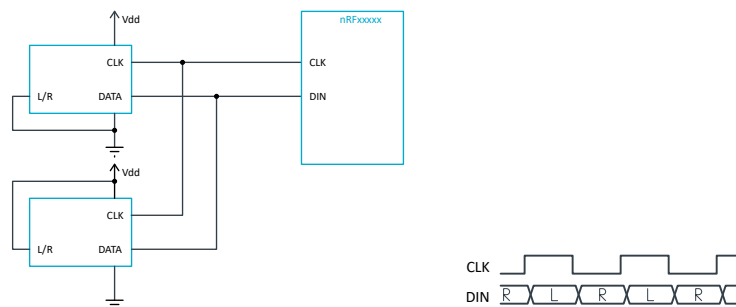 Vdd
nRFxxxxx
CLK CLK
L/R DATA DIN
Vdd
CLK
L/R DATA
CLK
DIN R L R L R